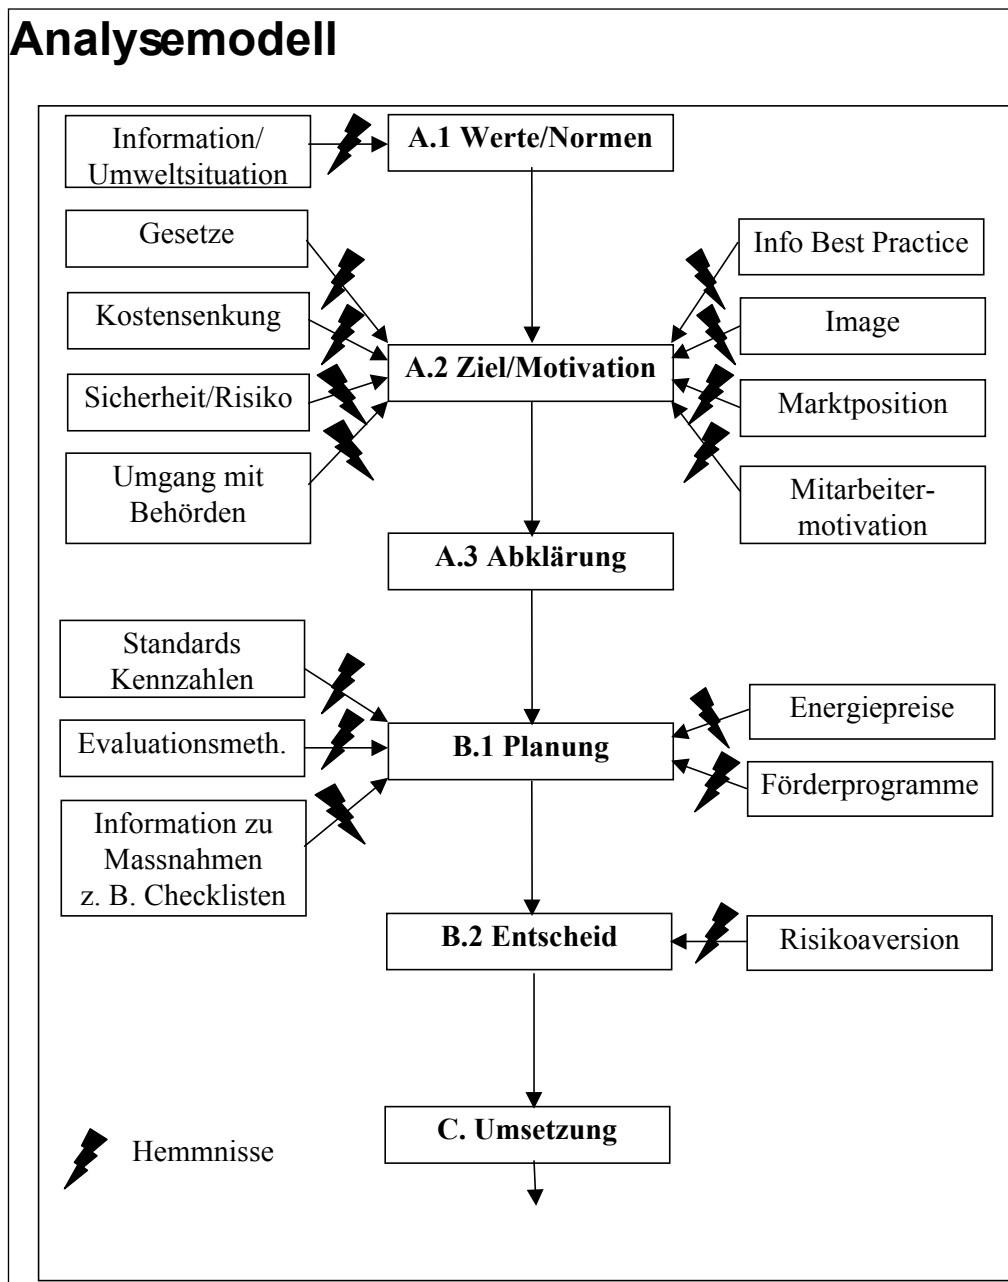 Analysemodell
Information/
Umweltsituation
A.1 Werte/Normen
Gesetze
Info Best Practice
Kostensenkung
Image
A.2 Ziel/Motivation
Sicherheit/Risiko
Marktposition
Umgang mit
Behörden
Mitarbeiter-
motivation
A.3 Abklärung
Standards
Kennzahlen
Energiepreise
Evaluationsmeth.
B.1 Planung
Förderprogramme
Information zu
Massnahmen
z. B. Checklisten
B.2 Entscheid
Risikoaversion
C. Umsetzung
Hemmnisse